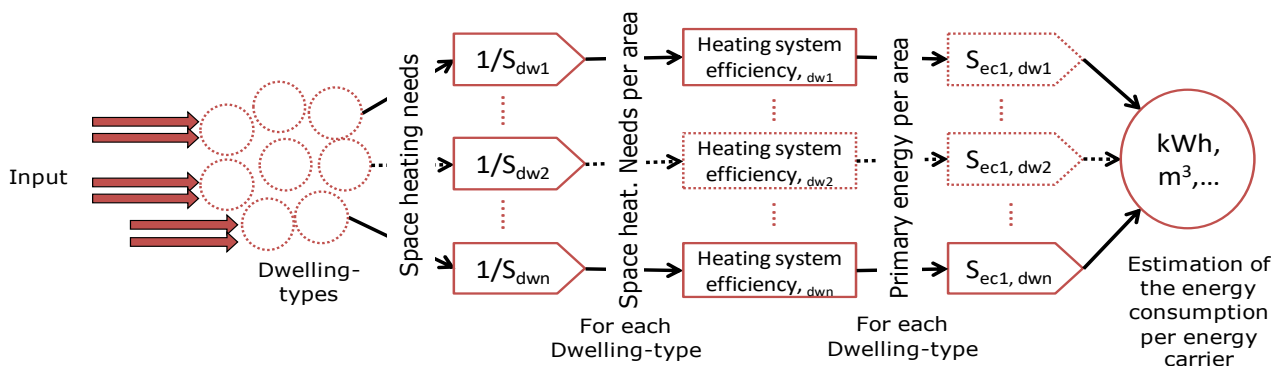 Input
Dwelling-
types
Space heating needs
1/Sdw1
1/Sdw2
1/Sdwn
Space heat. Needs per area
For each
Dwelling-type
Heating system
efficiency, dw1
Heating system
efficiency, dw2
Heating system
efficiency, dwn
Primary energy per area
For each
Dwelling-type
Sec1, dw1
Sec1, dw2
Sec1, dwn
kWh,
m³,...
Estimation of
the energy
consumption
per energy
carrier